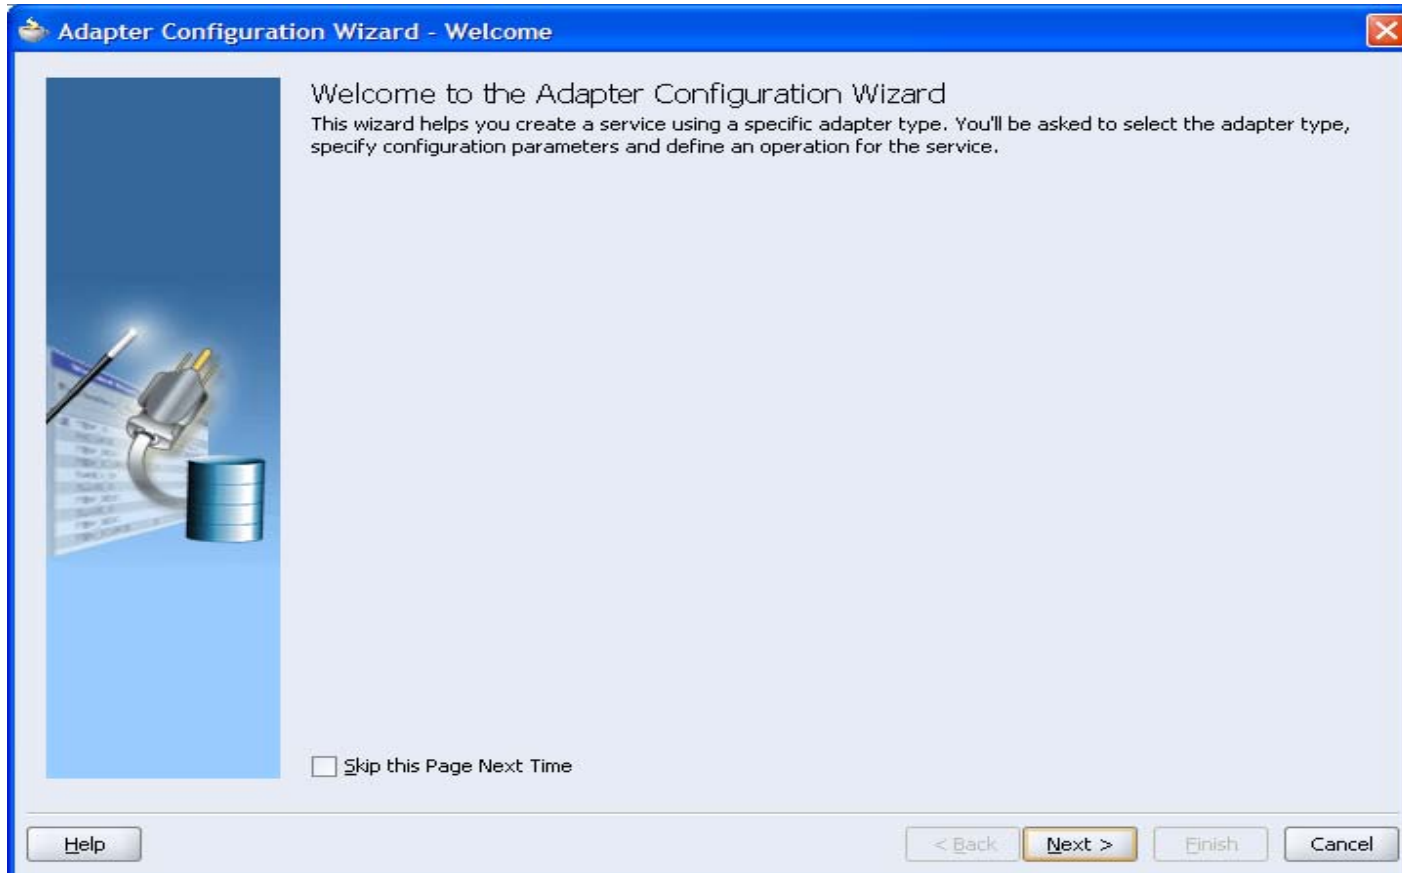 Adapter Configuration Wizard - Welcome
Welcome to the Adapter Configuration Wizard
This wizard helps you create a service using a specific adapter type. You'll be asked to select the adapter type,
specify configuration parameters and define an operation for the service.
Skip this Page Next Time
Help
< Back
Next >
Finish
Cancel